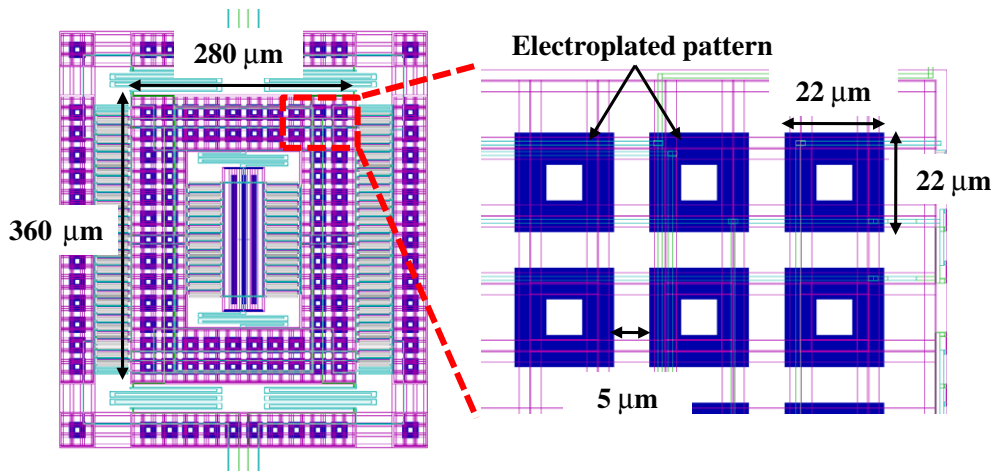 280 μm
360 μm
Electroplated pattern
22 μm
22 μm
5 μm